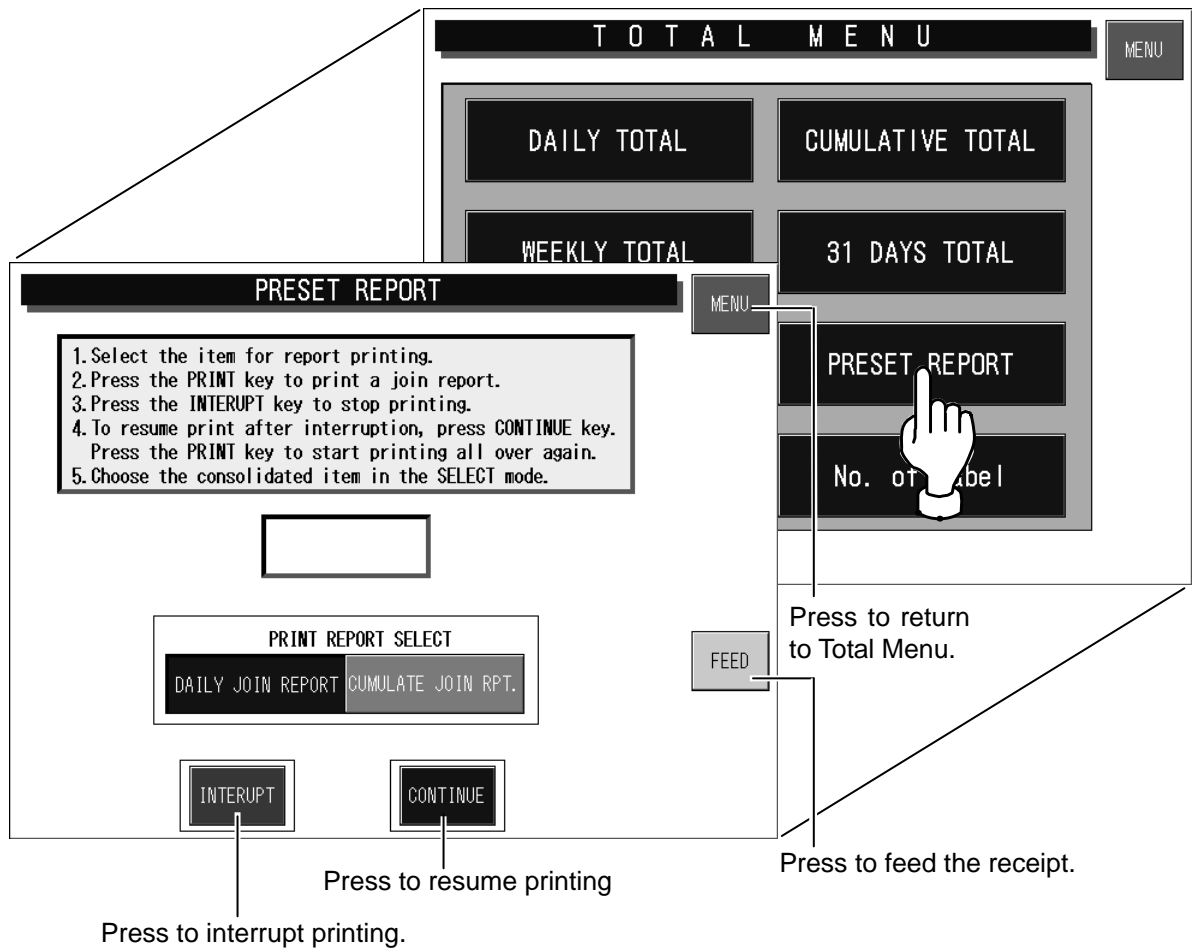 TOTAL MENU
MENU
DAILY TOTAL
CUMULATIVE TOTAL
WEEKLY TOTAL
31 DAYS TOTAL
PRESET REPORT
No. of
PRESET REPORT
MENU
1.Select the item for report printing.
2.Press the PRINT key to print a join report.
3.Press the INTERUPT key to stop printing.
4.To resume print after interruption, press CONTINUE key.
Press the PRINT key to start printing all over again.
5.Choose the consolidated item in the SELECT mode.
PRINT REPORT SELECT
DAILY JOIN REPORT
CUMULATE JOIN RPT.
FEED
INTERUPT
CONTINUE
Press to return
to Total Menu.
Press to feed the receipt.
Press to resume printing
Press to interrupt printing.